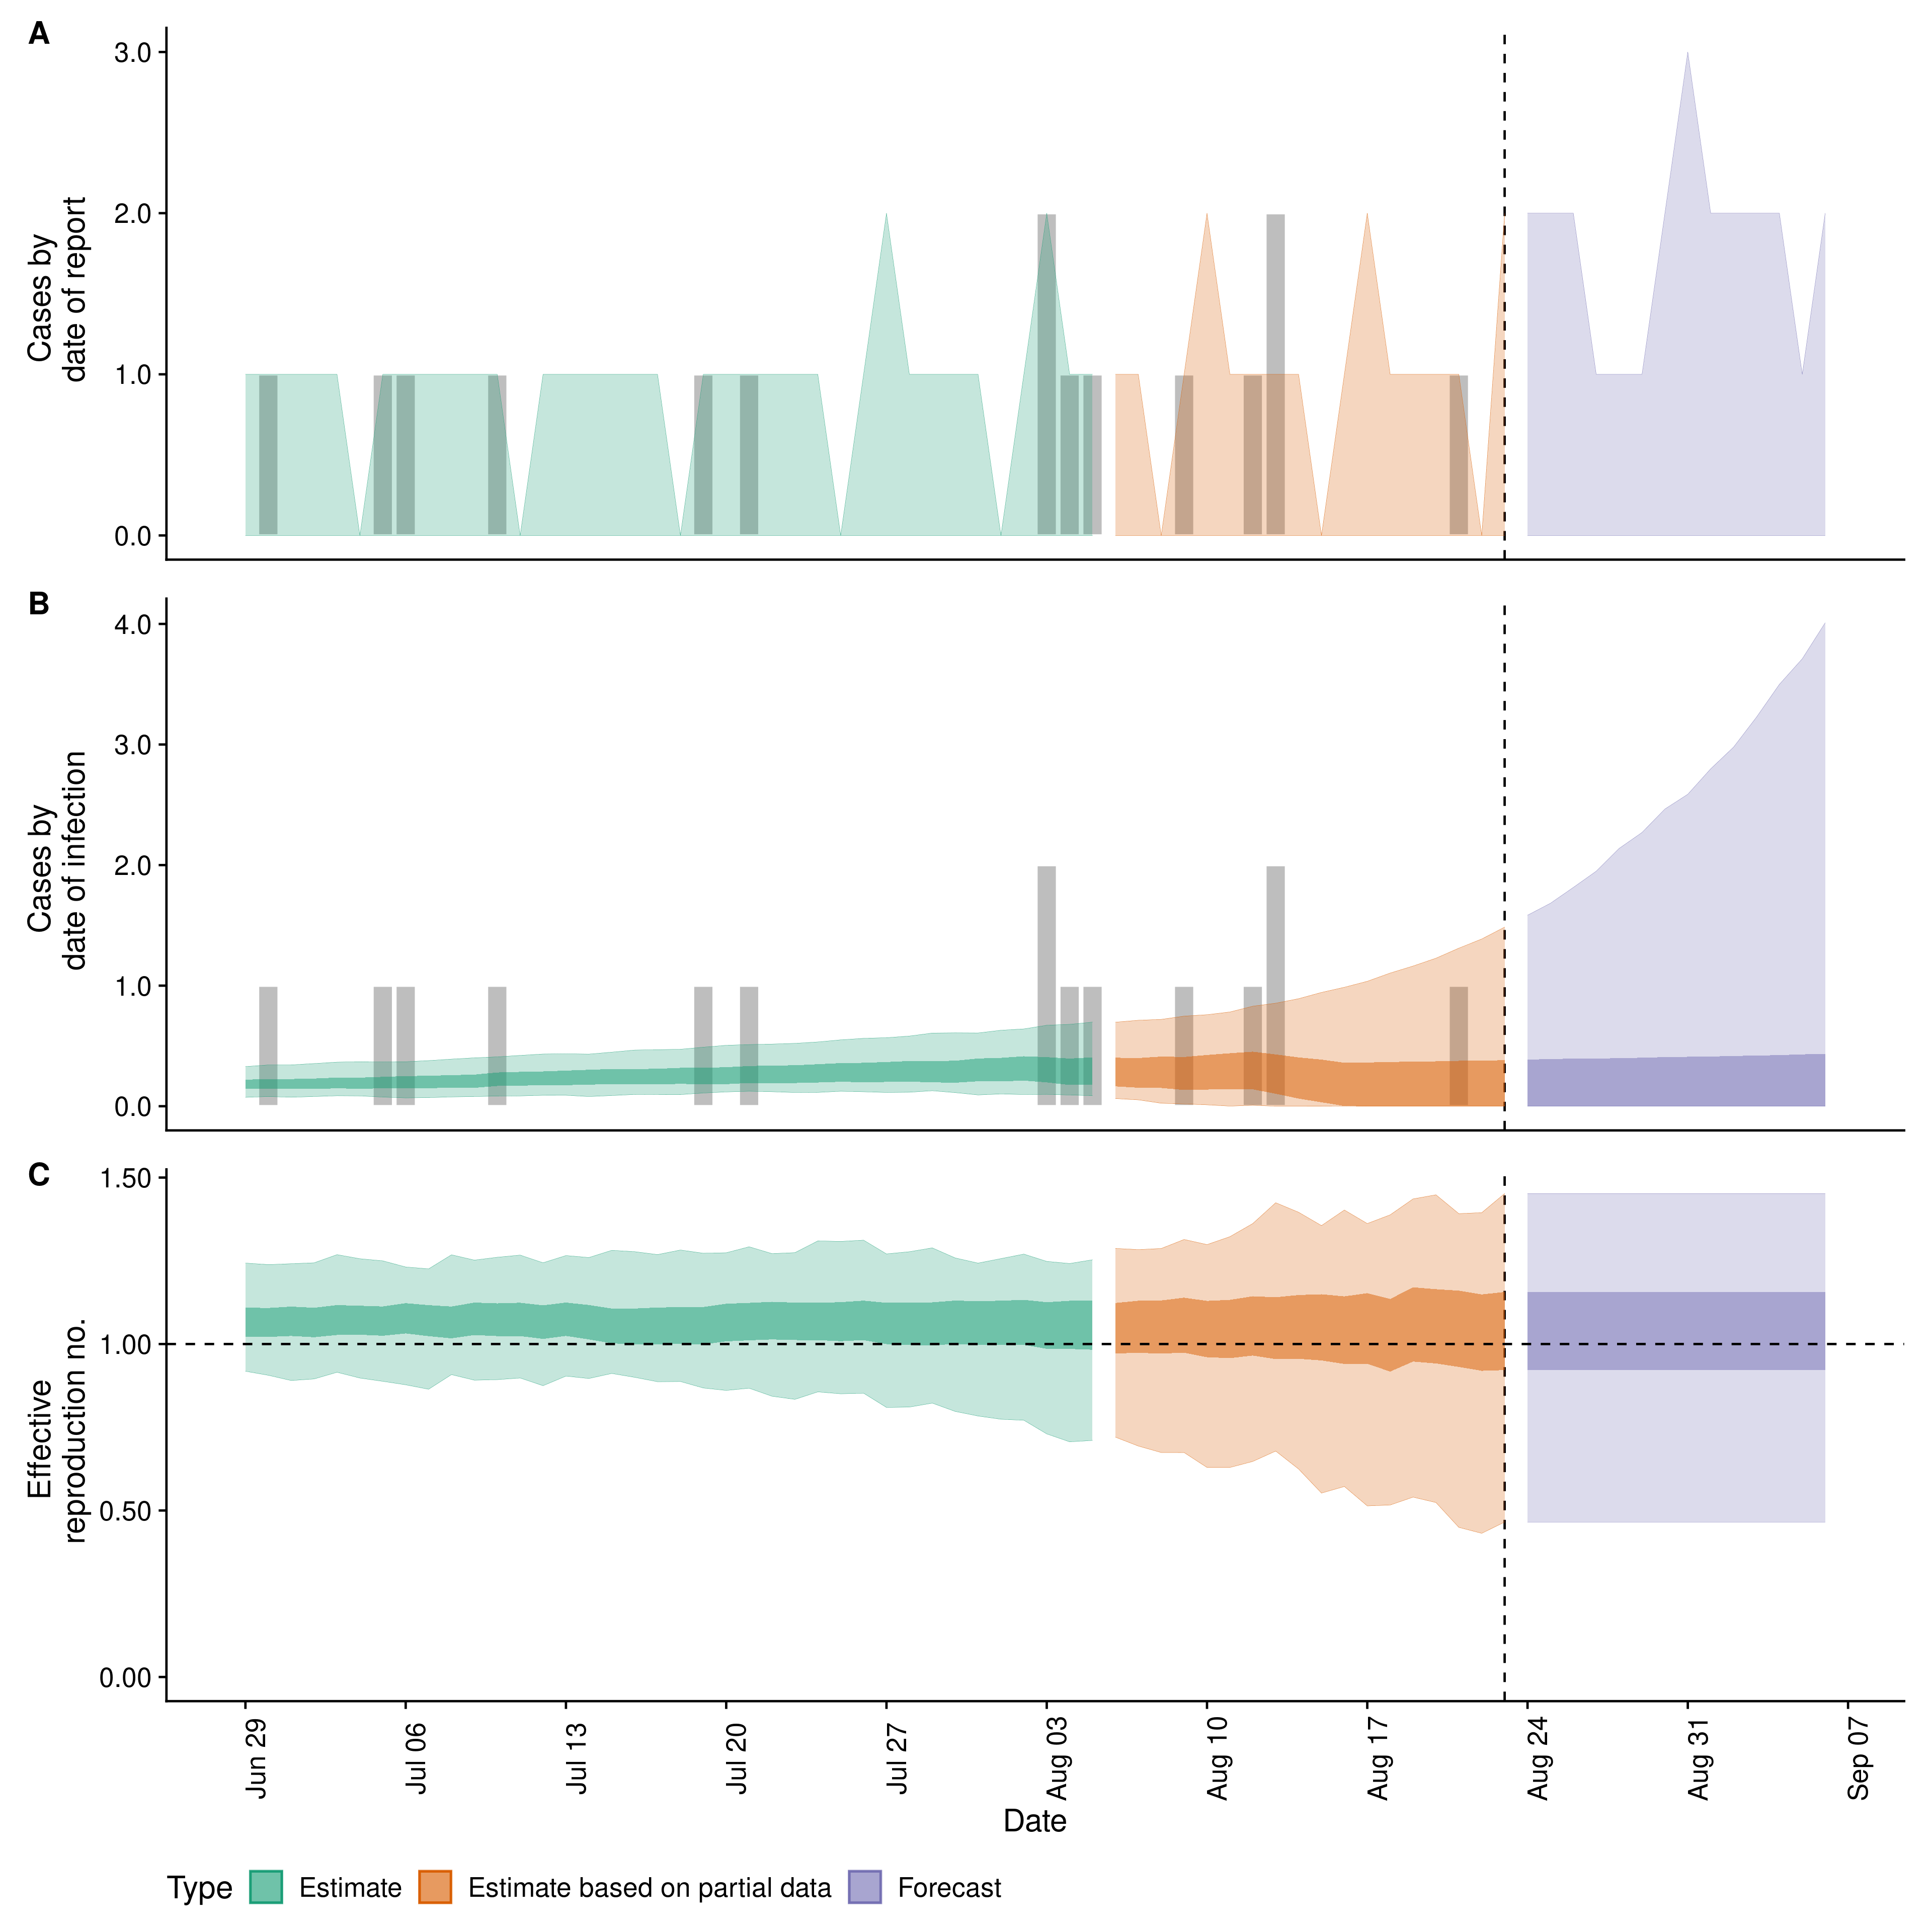 A
3.0
2.0
1.0
0.0
Cases by
date of report
B
4.0
3.0
2.0
1.0
0.0
Cases by
date of infection
C
1.50
1.00
0.50
0.00
Effective
reproduction no.
Jun 29
Jul 06
Jul 13
Jul 20
Jul 27
Aug 03
Aug 10
Aug 17
Aug 24
Aug 31
Sep 07
Date
Type
Estimate
Estimate based on partial data
Forecast